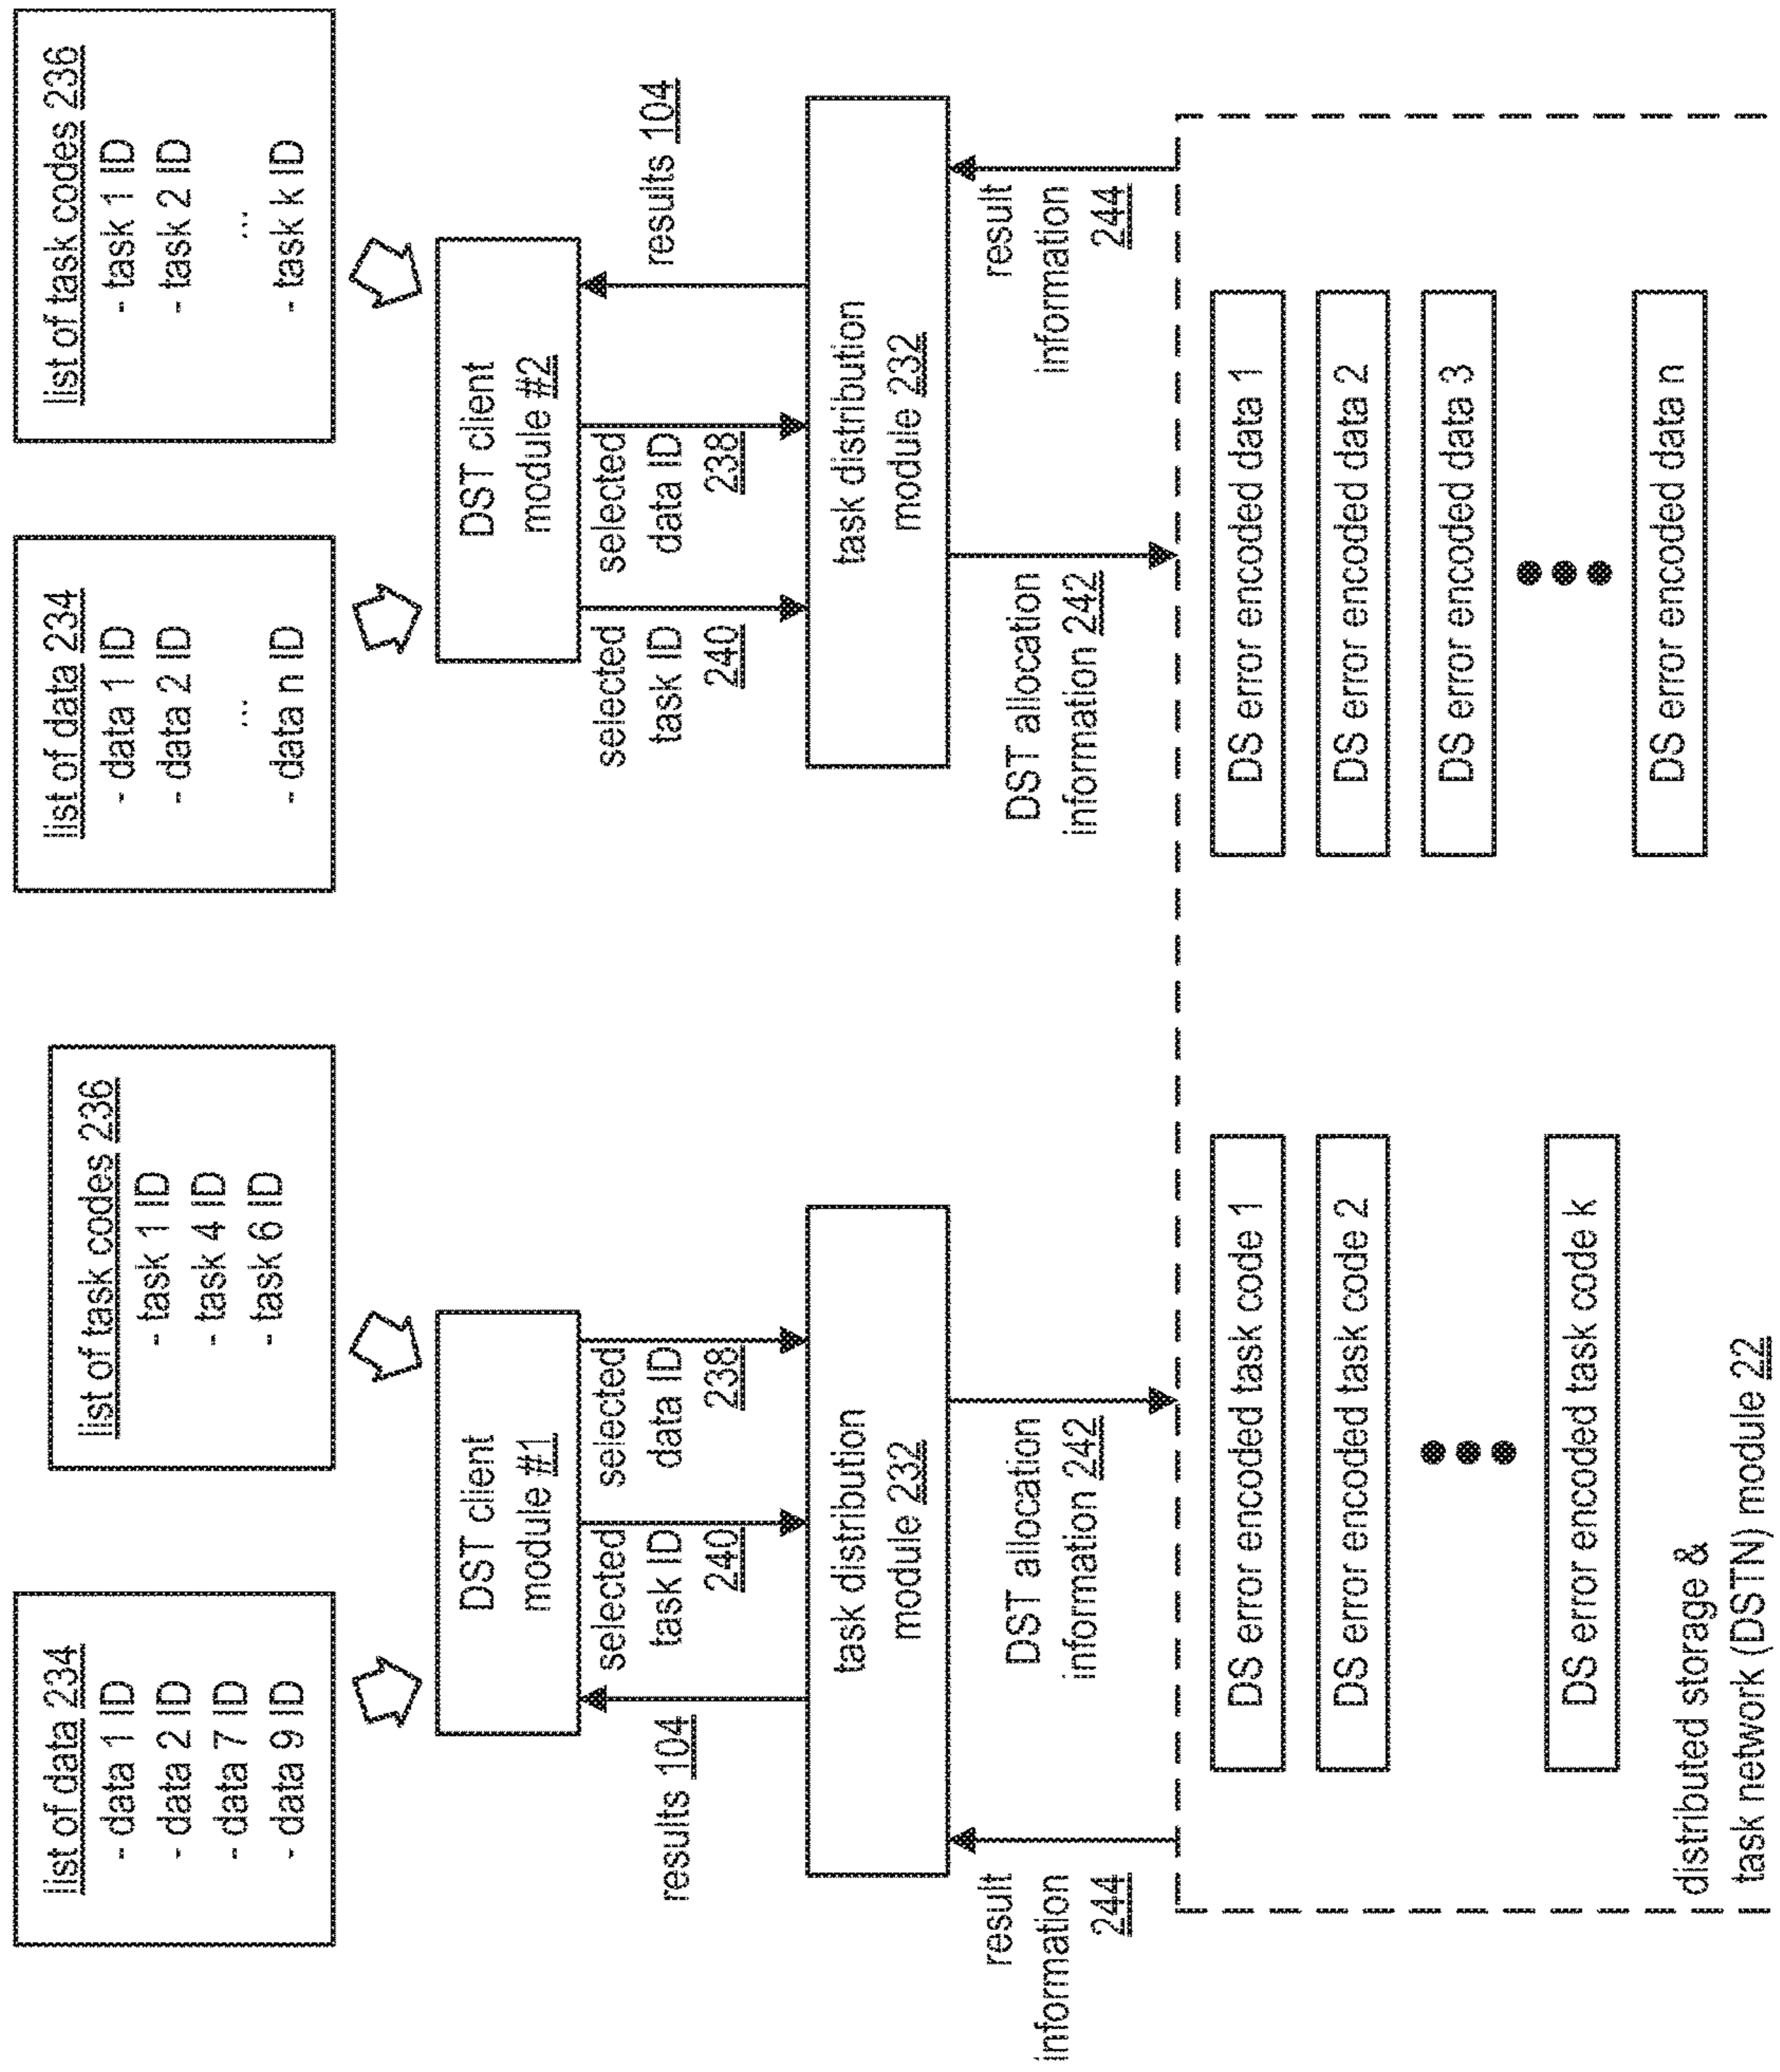 list of data 234
- data 1 ID
- data 2 ID
- data 7 ID
- data 9 ID
list of task codes 236
- task 1 ID
- task 4 ID
- task 6 ID
list of data 234
- data 1 ID
- data 2 ID
...
- data n ID
list of task codes 236
- task 1 ID
- task 2 ID
...
- task k ID
DST client
module #1
DST client
module #2
results 104
selected
task ID
240
selected
data ID
238
selected
task ID
240
selected
data ID
238
results 104
task distribution
module 232
task distribution
module 232
result
information
244
DST allocation
information 242
DST allocation
information 242
result
information
244
DS error encoded task code 1
DS error encoded task code 2
DS error encoded task code k
DS error encoded data 1
DS error encoded data 2
DS error encoded data 3
DS error encoded data n
distributed storage &
task network (DSTN) module 22